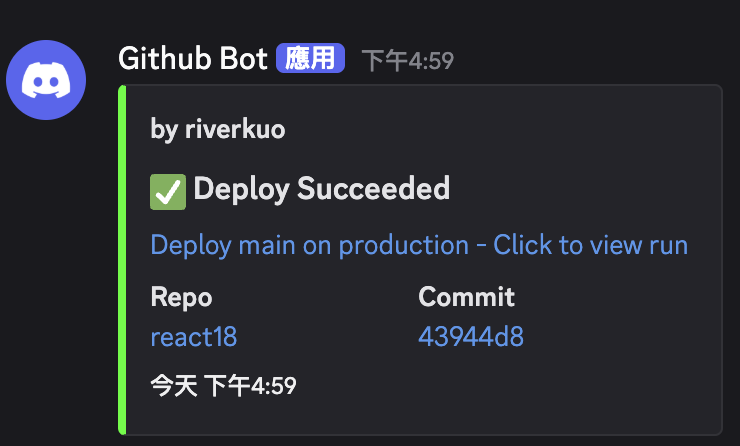 Github Bot 應用 下午4:59
by riverkuo
✅ Deploy Succeeded
Deploy main on production - Click to view run
Repo Commit
react18 43944d8
今天 下午4:59